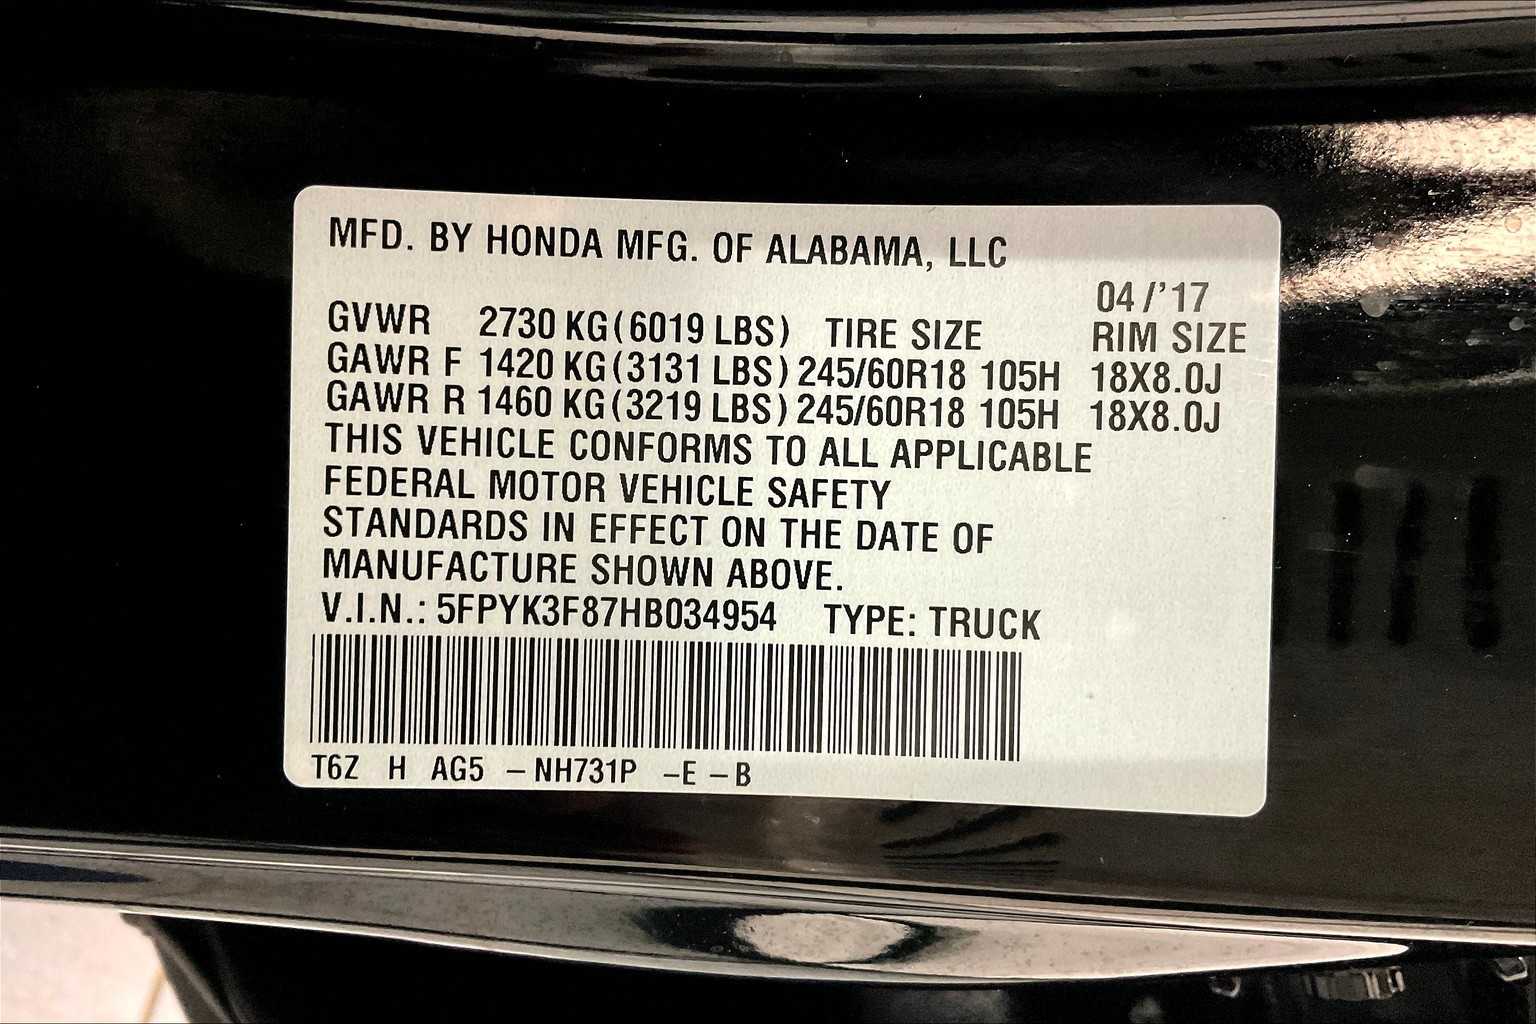 MFD. BY HONDA MFG. OF ALABAMA, LLC
04/'17
GVWR 2730 KG(6019 LBS) TIRE SIZE RIM SIZE
GAWR F 1420 KG(3131 LBS) 245/60R18 105H 18X8.0J
GAWR R 1460 KG(3219 LBS) 245/60R18 105H 18X8.0J
THIS VEHICLE CONFORMS TO ALL APPLICABLE
FEDERAL MOTOR VEHICLE SAFETY
STANDARDS IN EFFECT ON THE DATE OF
MANUFACTURE SHOWN ABOVE.
V.I.N.: 5FPYK3F87HB034954 TYPE: TRUCK
T6Z H AG5 –NH731P –E –B